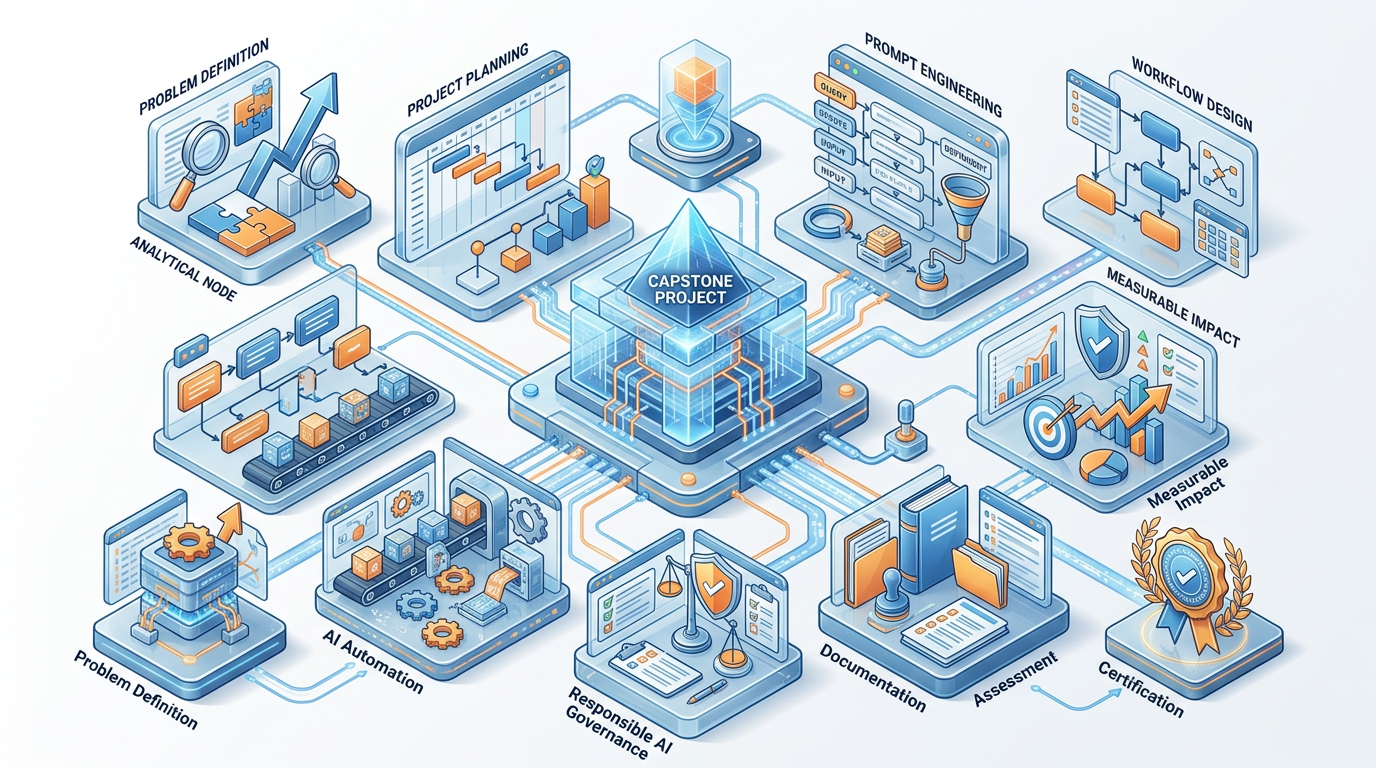 PROBLEM DEFINITION
PROJECT PLANNING
PROMPT ENGINEERING
WORKFLOW DESIGN
QUERY
INPUT
ANALYTICAL NODE
CAPSTONE
PROJECT
MEASURABLE IMPACT
Measurable
Impact
Problem Definition
AI Automation
Responsible AI
Governance
Documentation
Assessment
Certification